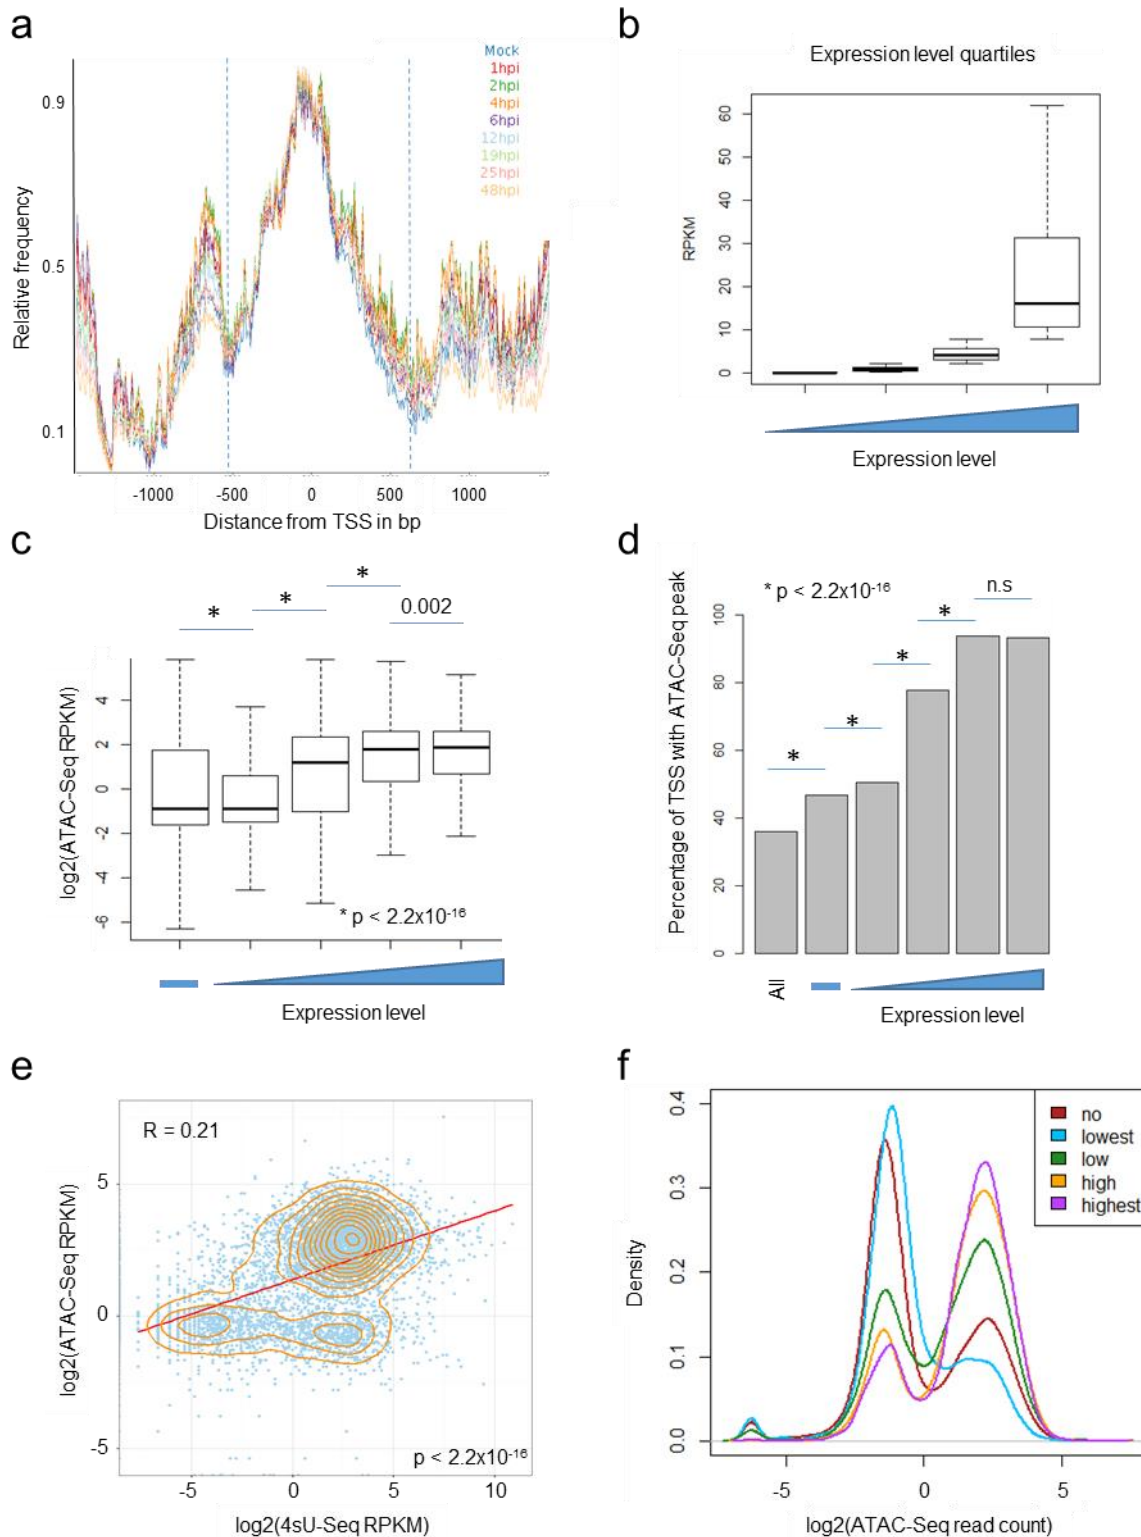 a
Mock
1hpi
2hpi
4hpi
6hpi
12hpi
19hpi
25hpi
48hpi
Relative frequency
0.9
0.5
0.1
-1000 -500 0 500 1000
Distance from TSS in bp
b
Expression level quartiles
RPKM
60
50
40
30
20
10
0
Expression level
c
* * * 0.002
log2(ATAC-Seq RPKM)
4
2
0
-2
-4
-6
* p < 2.2x10-16
Expression level
d
Percentage of TSS with ATAC-Seq peak
* p < 2.2x10-16
* * * * n.s
100
80
60
40
20
0
All
Expression level
e
R = 0.21
log2(ATAC-Seq RPKM)
5
0
-5
p < 2.2x10-16
-5 0 5 10
log2(4sU-Seq RPKM)
f
no
lowest
low
high
highest
Density
0.4
0.3
0.2
0.1
0.0
-5 0 5
log2(ATAC-Seq read count)